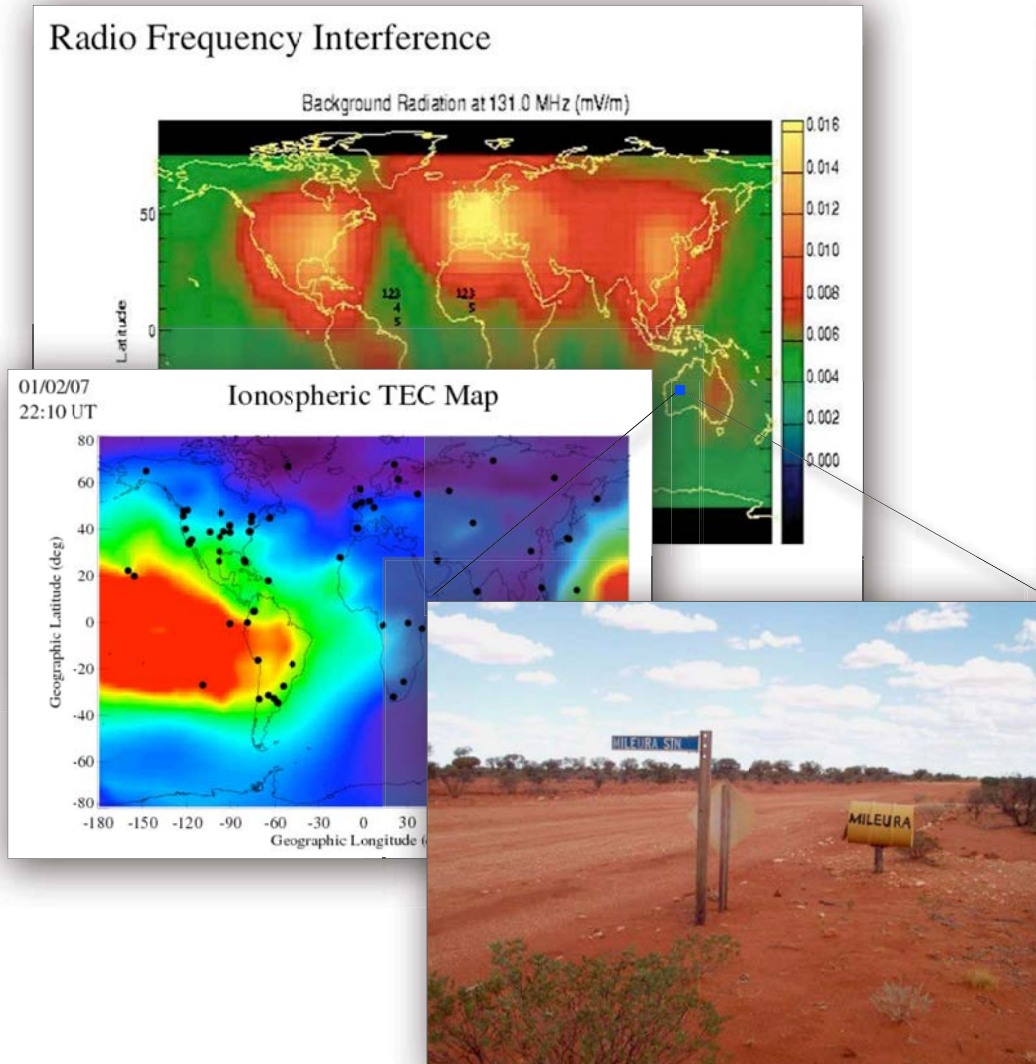 Radio Frequency Interference
Background Radiation at 131.0 MHz (mV/m)
0.016
0.014
0.012
0.010
0.008
0.006
0.004
0.002
0.000
50
0
Latitude
123
4
5
123
5
01/02/07
22:10 UT
Ionospheric TEC Map
80
60
40
20
0
-20
-40
-60
-80
Geographic Latitude (deg)
-180 -150 -120 -90 -60 -30 0 30
Geographic Longitude (
MILEURA STN
MILEURA